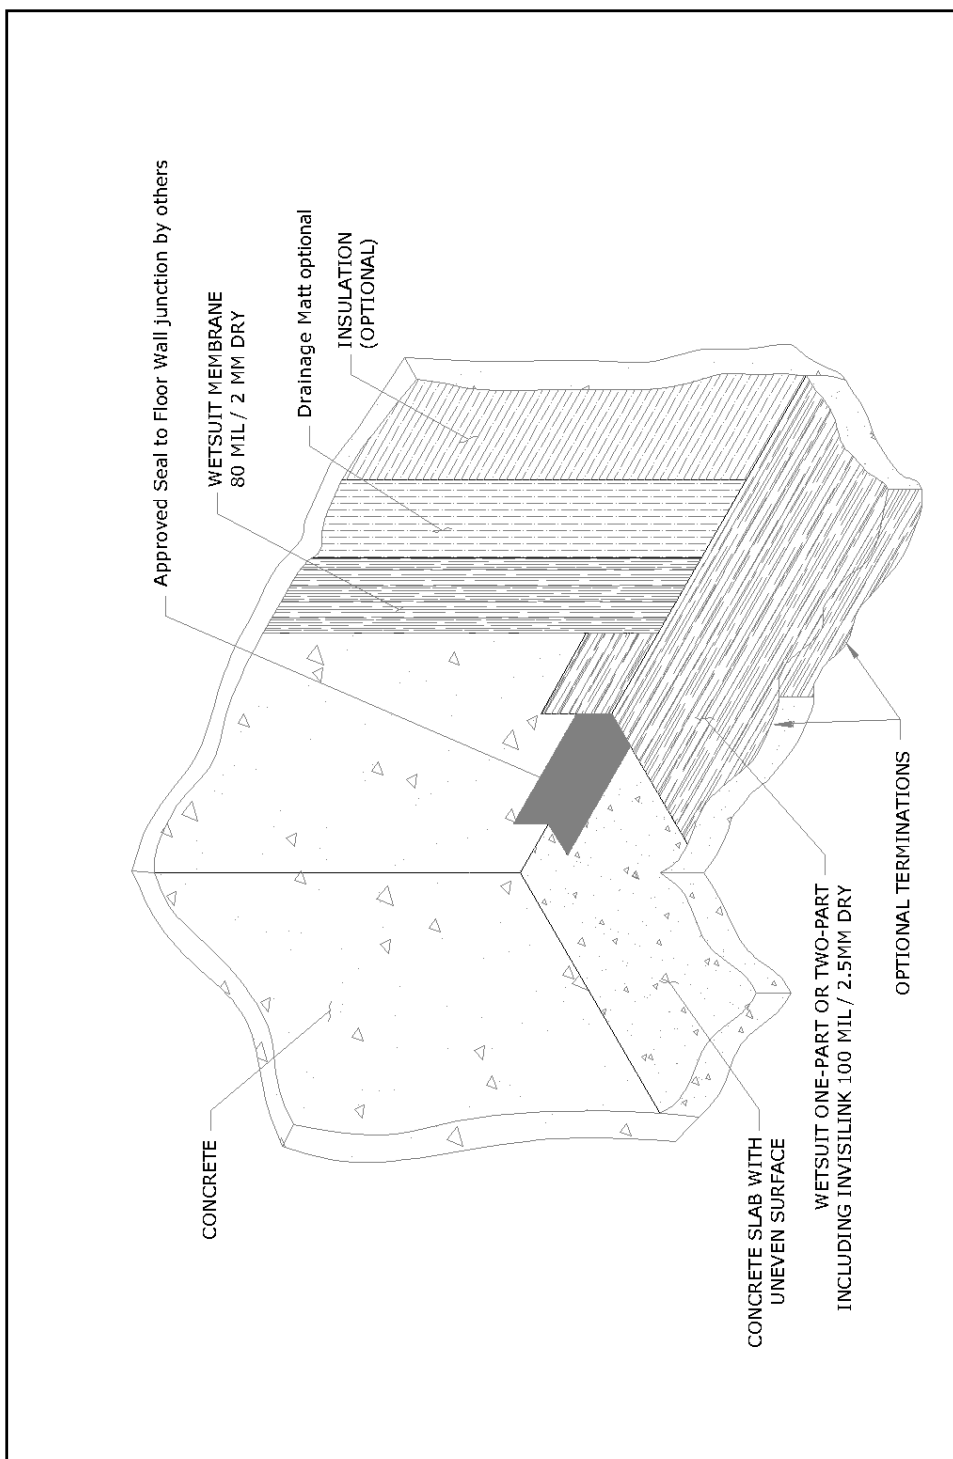 Approved Seal to Floor Wall junction by others
WETSUIT MEMBRANE
80 MIL / 2 MM DRY
Drainage Matt optional
INSULATION
(OPTIONAL)
CONCRETE
CONCRETE SLAB WITH
UNEVEN SURFACE
WETSUIT ONE-PART OR TWO-PART
INCLUDING INVISILINK 100 MIL / 2.5MM DRY
OPTIONAL TERMINATIONS